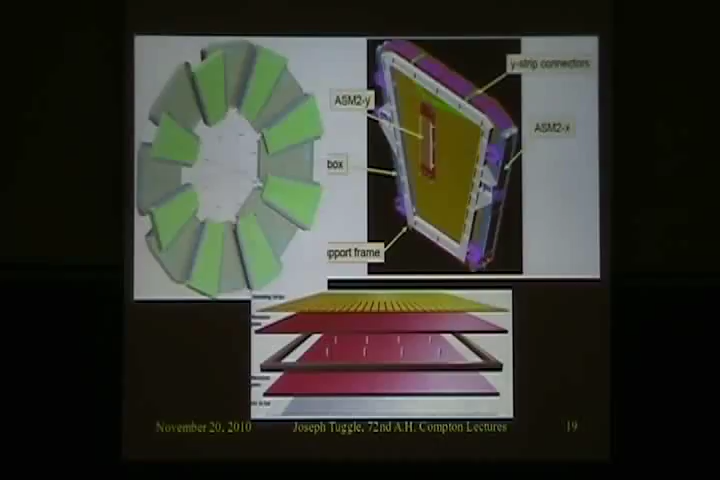 y-strip connectors
ASM2-y
ASM2-x
box
pport frame
November 20, 2010
Joseph Tuggle, 72nd A.H. Compton Lectures
19